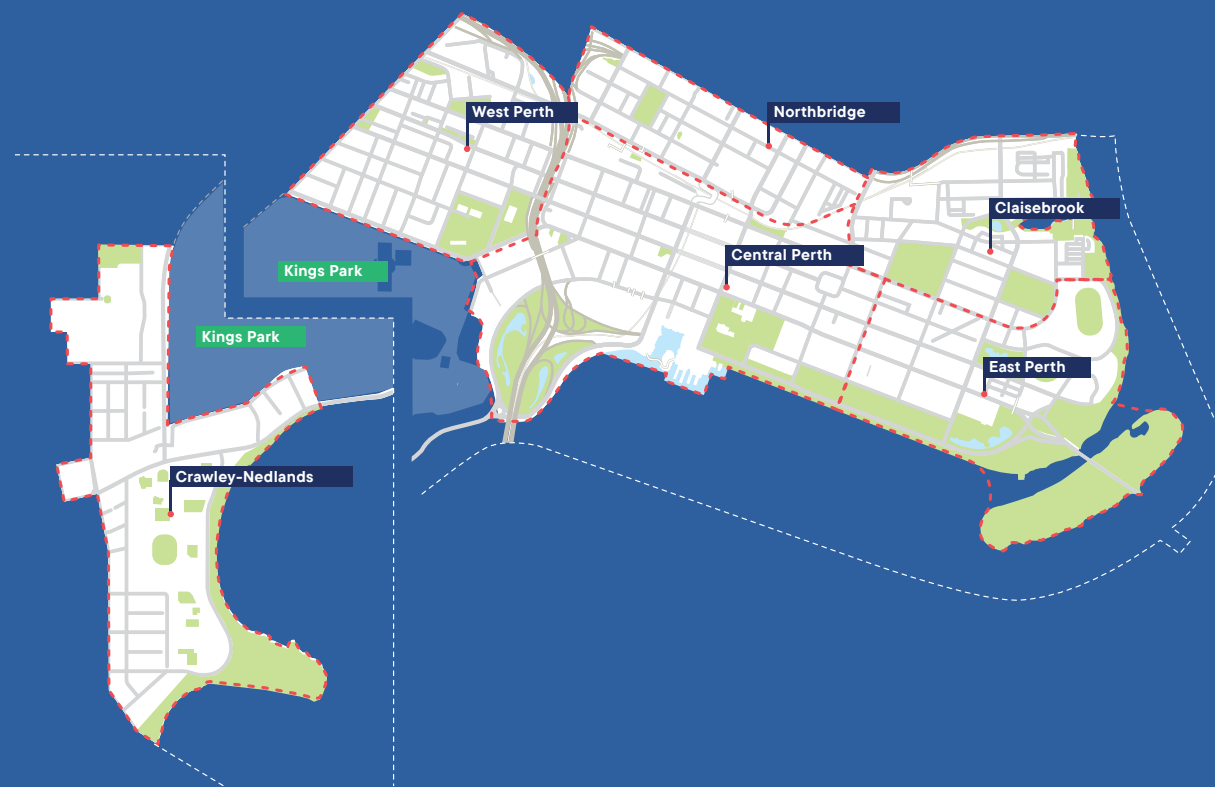 West Perth
Northbridge
Claisebrook
Central Perth
Kings Park
Kings Park
East Perth
Crawley-Nedlands